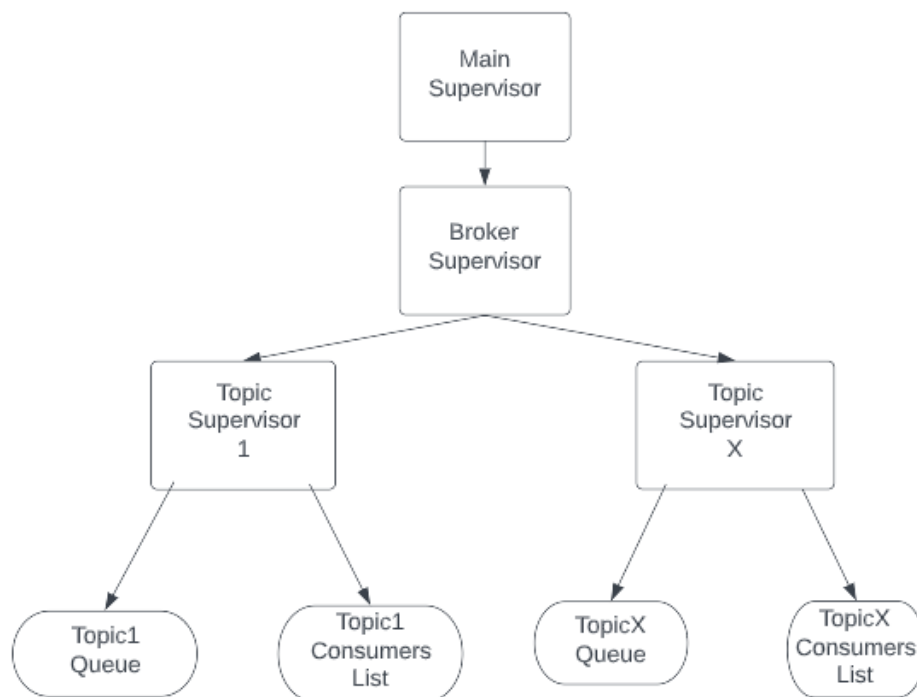 Main
Supervisor
Broker
Supervisor
Topic
Supervisor
1
Topic
Supervisor
X
Topic1
Queue
Topic1
Consumers
List
TopicX
Queue
TopicX
Consumers
List